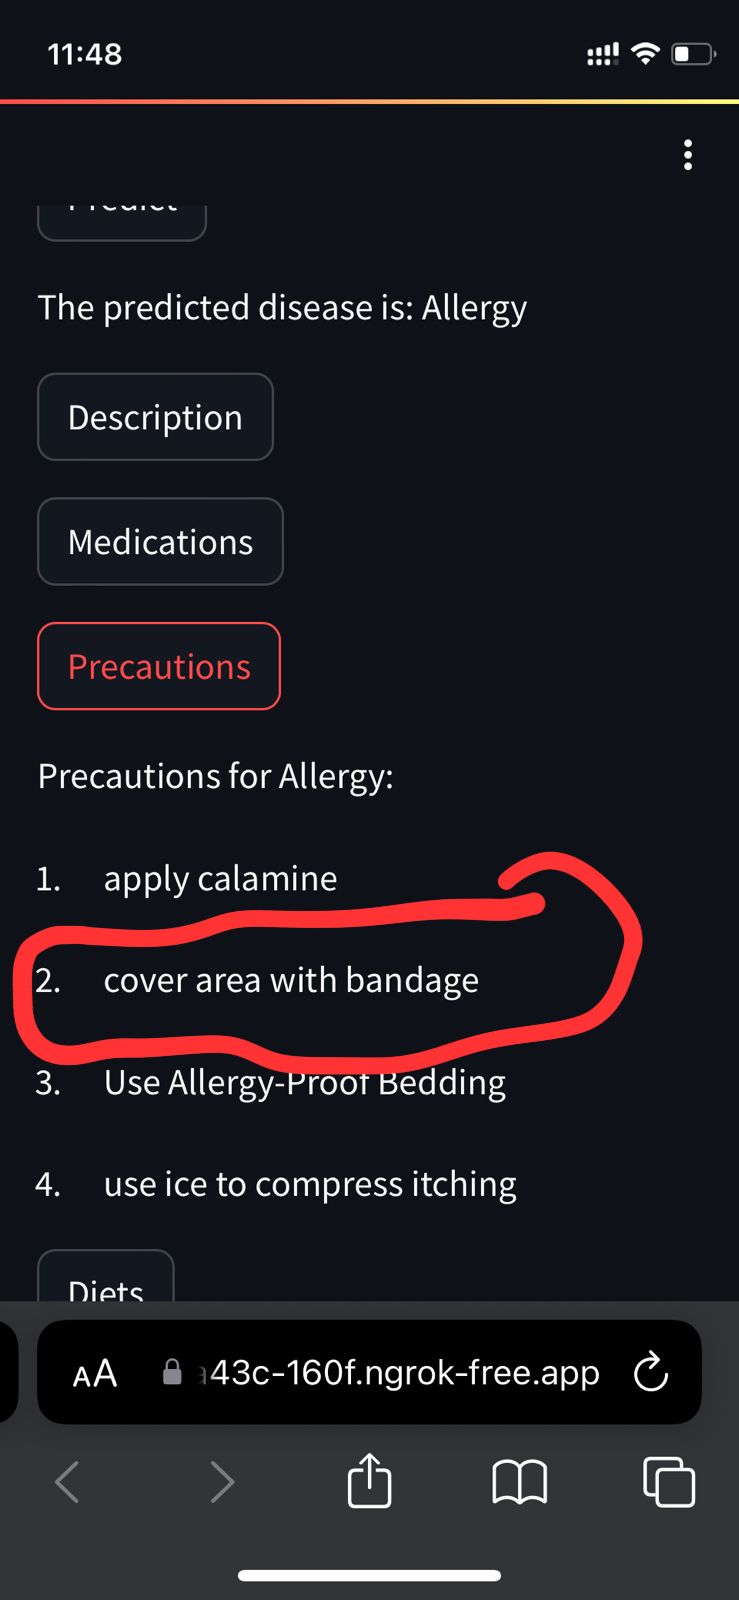 11:48
Predict
The predicted disease is: Allergy
Description
Medications
Precautions
Precautions for Allergy:
1. apply calamine
2. cover area with bandage
3. Use Allergy-Proof Bedding
4. use ice to compress itching
Diets
AA 43c-160f.ngrok-free.app